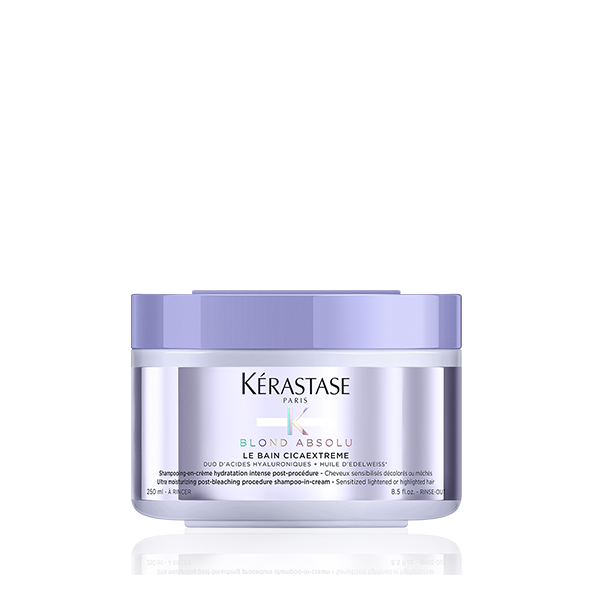 KÉRASTASE
PARIS
K
BLOND ABSOLU
LE BAIN CICAEXTREME
DUO D'ACIDES HYALURONIQUES + HUILE D'EDELWEISS*
Shampooing-en-crème hydratation intense post-procédure - Cheveux sensibilisés décolorés ou méchés
Ultra moisturizing post-bleaching procedure shampoo-in-cream - Sensitized lightened or highlighted hair
250 ml - À RINCER 8.5 fl.oz. - RINSE-OUT